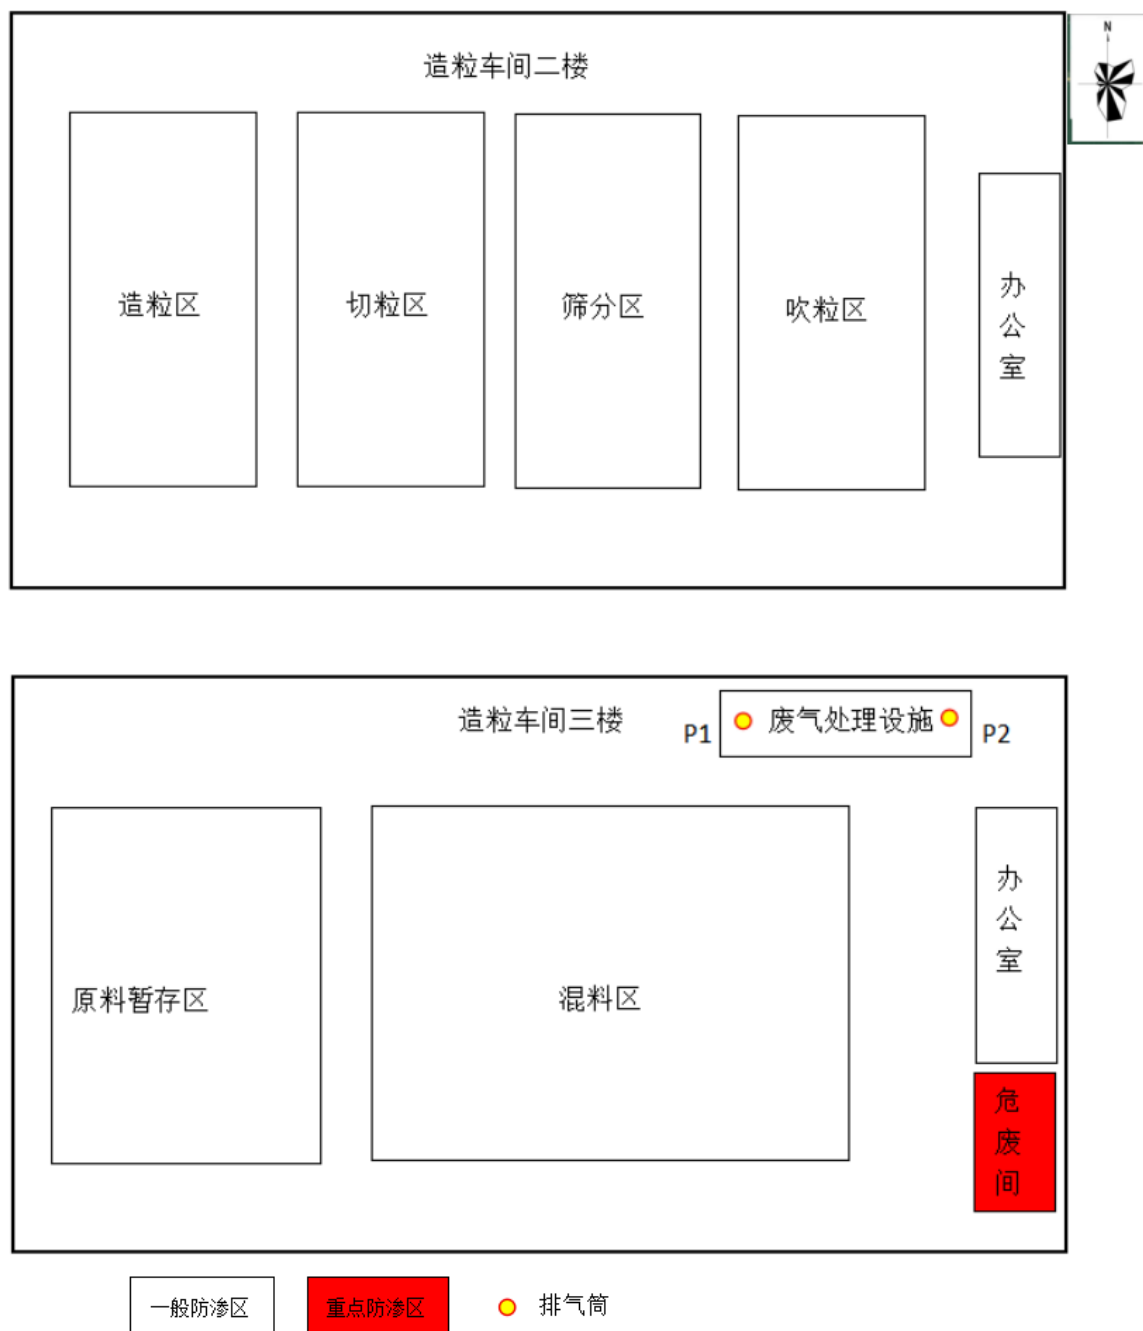 造粒车间二楼
N
造粒区
切粒区
筛分区
吹粒区
办公室
造粒车间三楼
P1
废气处理设施
P2
原料暂存区
混料区
办公室
危废间
一般防渗区
重点防渗区
排气筒